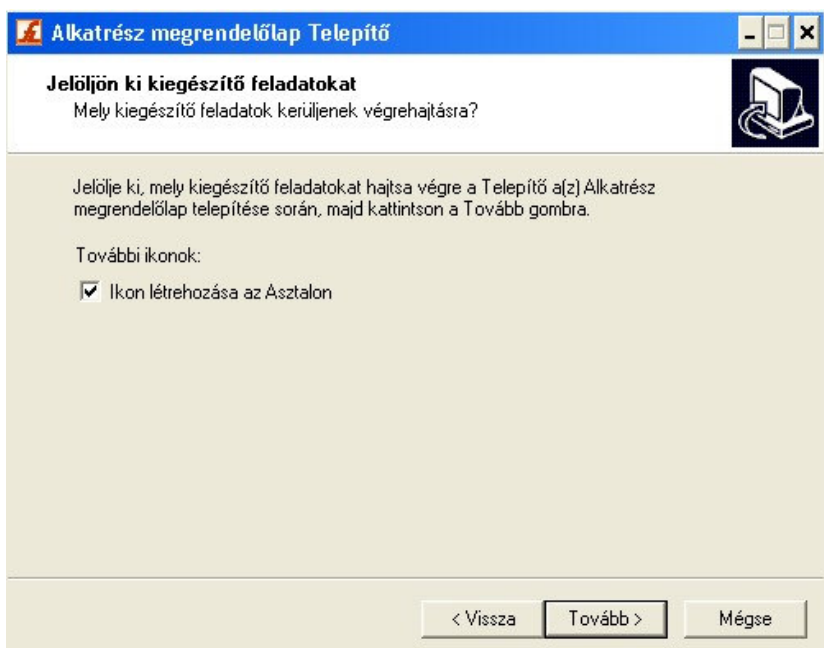 Alkatrész megrendelőlap Telepítő
Jelöljön ki kiegészítő feladatokat
Mely kiegészítő feladatok kerüljenek végrehajtásra?
Jelölje ki, mely kiegészítő feladatokat hajtsa végre a Telepítő a(z) Alkatrész
megrendelőlap telepítése során, majd kattintson a Tovább gombra.
További ikonok:
Ikon létrehozása az Asztalon
< Vissza
Tovább >
Mégse